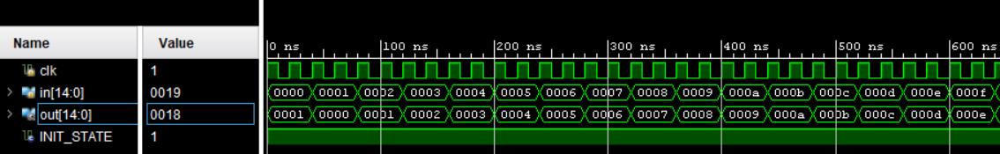 Name Value 0 ns 100 ns 200 ns 300 ns 400 ns 500 ns 600 ns
clk 1
in[14:0] 0019 0000 0001 0002 0003 0004 0005 0006 0007 0008 0009 000a 000b 000c 000d 000e 000f
out[14:0] 0018 0001 0000 0001 0002 0003 0004 0005 0006 0007 0008 0009 000a 000b 000c 000d 000e
INIT_STATE 1